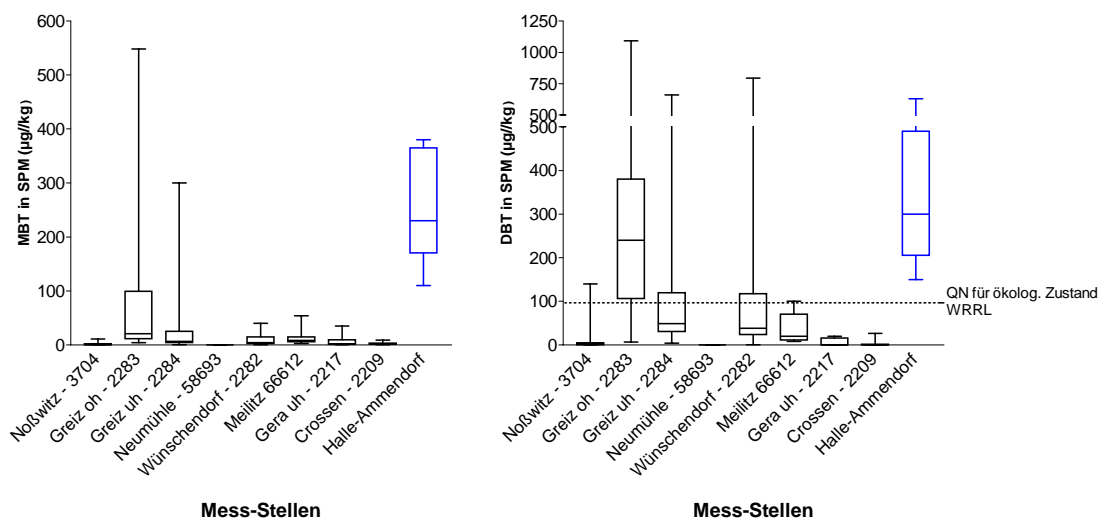 MBT in SPM (µg//kg)
600
500
400
300
200
100
0
Noßwitz - 3704
Greiz oh - 2283
Greiz uh - 2284
Neumühle - 58693
Wünschendorf - 2282
Meilitz 66612
Gera uh - 2217
Crossen - 2209
Halle-Ammendorf
Mess-Stellen
DBT in SPM (µg//kg)
1250
1000
750
500
500
400
300
200
100
0
QN für ökolog. Zustand
WRRL
Noßwitz - 3704
Greiz oh - 2283
Greiz uh - 2284
Neumühle - 58693
Wünschendorf - 2282
Meilitz 66612
Gera uh - 2217
Crossen - 2209
Halle-Ammendorf
Mess-Stellen